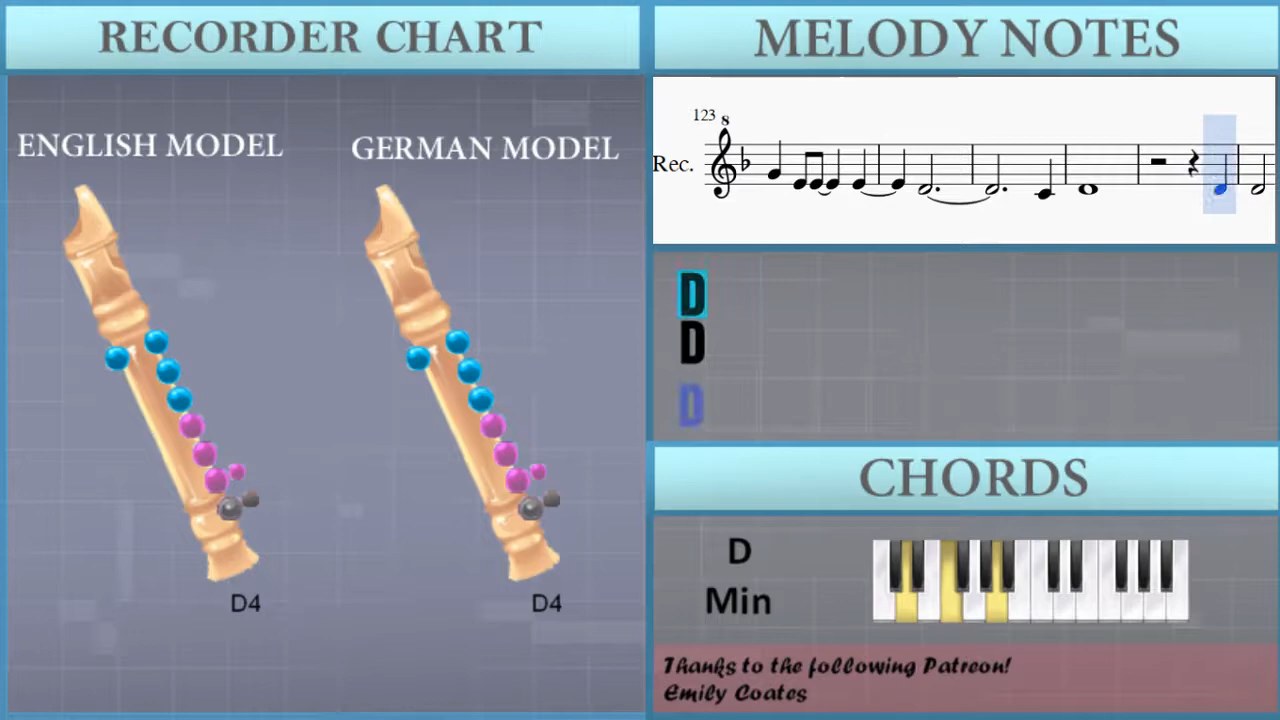 RECORDER CHART
ENGLISH MODEL
GERMAN MODEL
D4
D4
MELODY NOTES
123
8
Rec.
D
D
D
CHORDS
D
Min
Thanks to the following Patreon!
Emily Coates